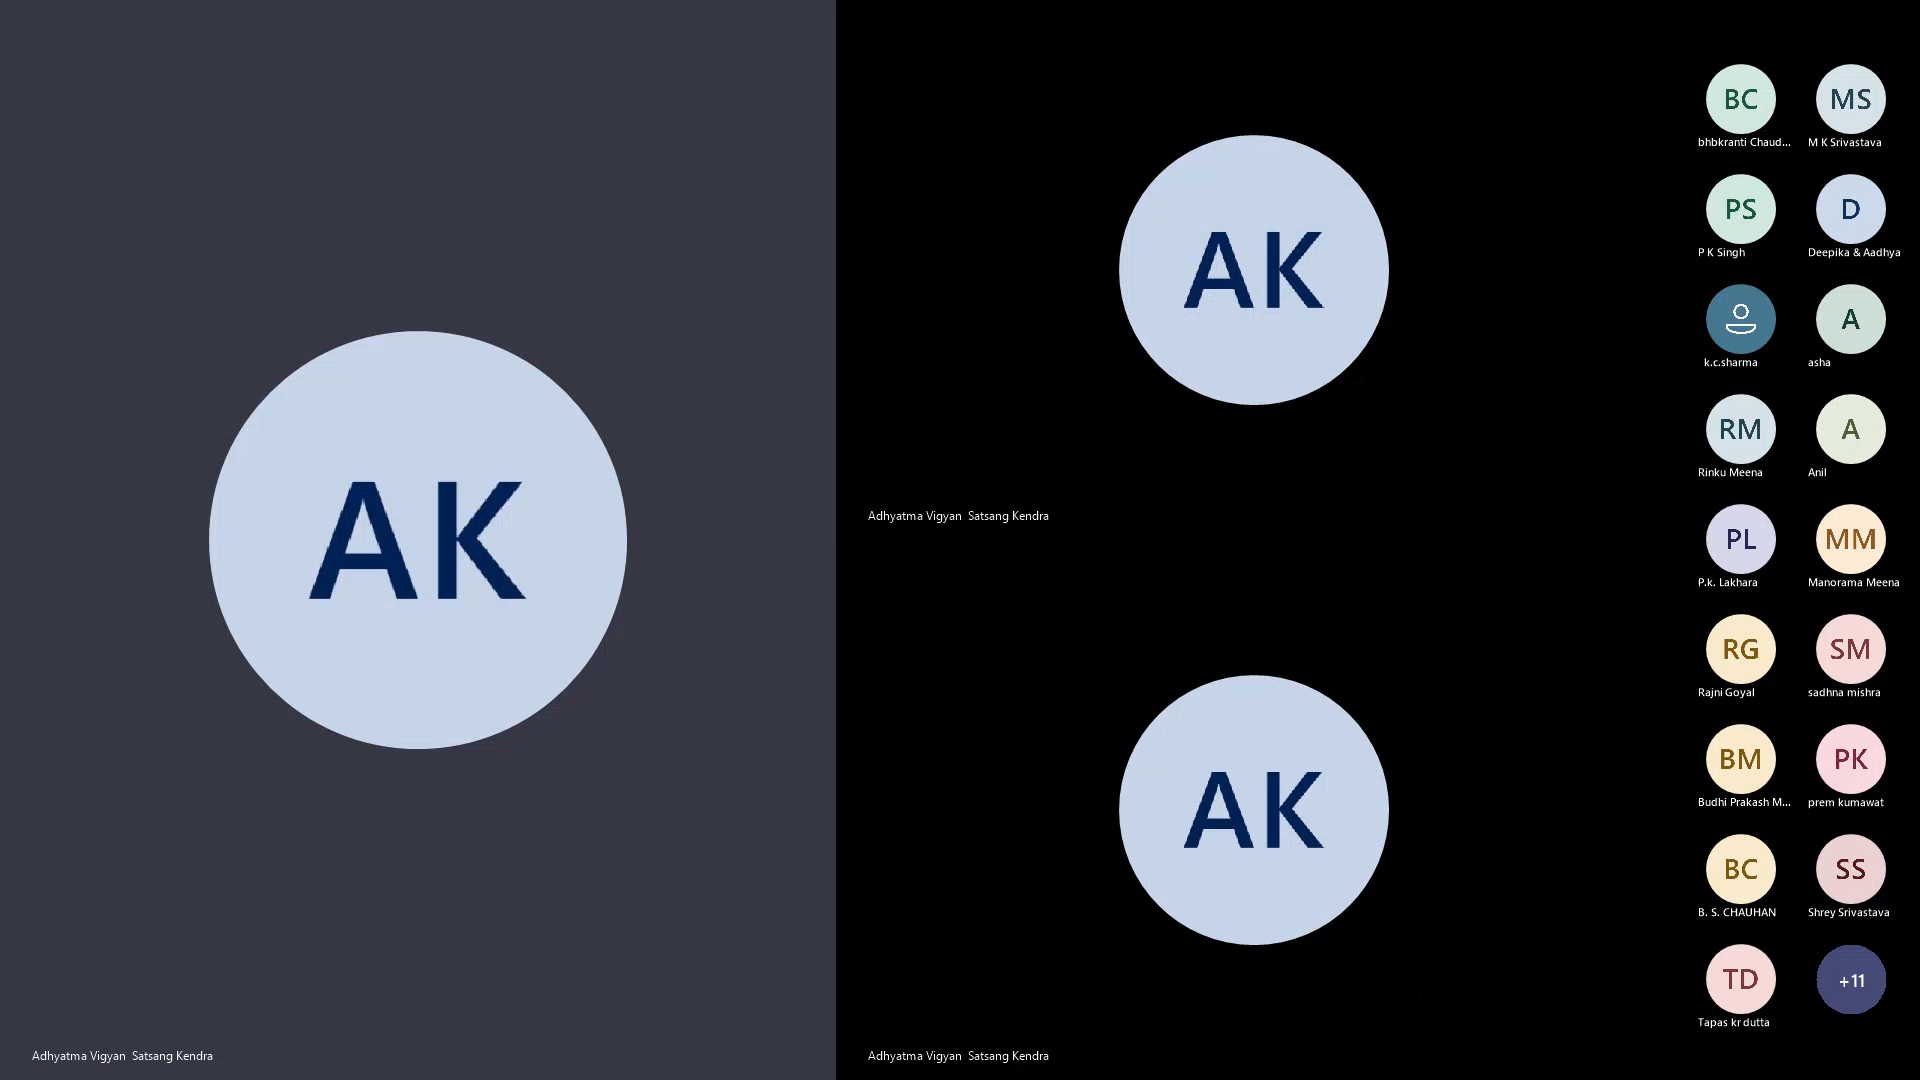 AK
Adhyatma Vigyan Satsang Kendra
AK
Adhyatma Vigyan Satsang Kendra
AK
Adhyatma Vigyan Satsang Kendra
BC
bhbkranti Chaud...
MS
M K Srivastava
PS
P K Singh
D
Deepika & Aadhya
k.c.sharma
A
asha
RM
Rinku Meena
A
Anil
PL
P.k. Lakhara
MM
Manorama Meena
RG
Rajni Goyal
SM
sadhna mishra
BM
Budhi Prakash M...
PK
prem kumawat
BC
B. S. CHAUHAN
SS
Shrey Srivastava
TD
Tapas kr dutta
+11